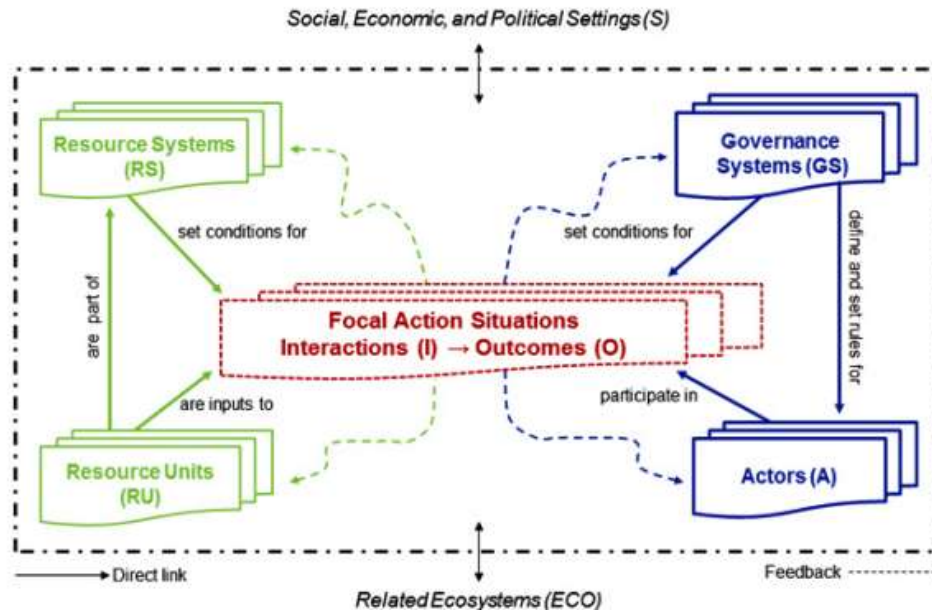 Social, Economic, and Political Settings (S)
Resource Systems
(RS)
Governance
Systems (GS)
set conditions for
set conditions for
are part of
define and set rules for
Focal Action Situations
Interactions (I) → Outcomes (O)
are inputs to
participate in
Resource Units
(RU)
Actors (A)
Direct link
Feedback
Related Ecosystems (ECO)